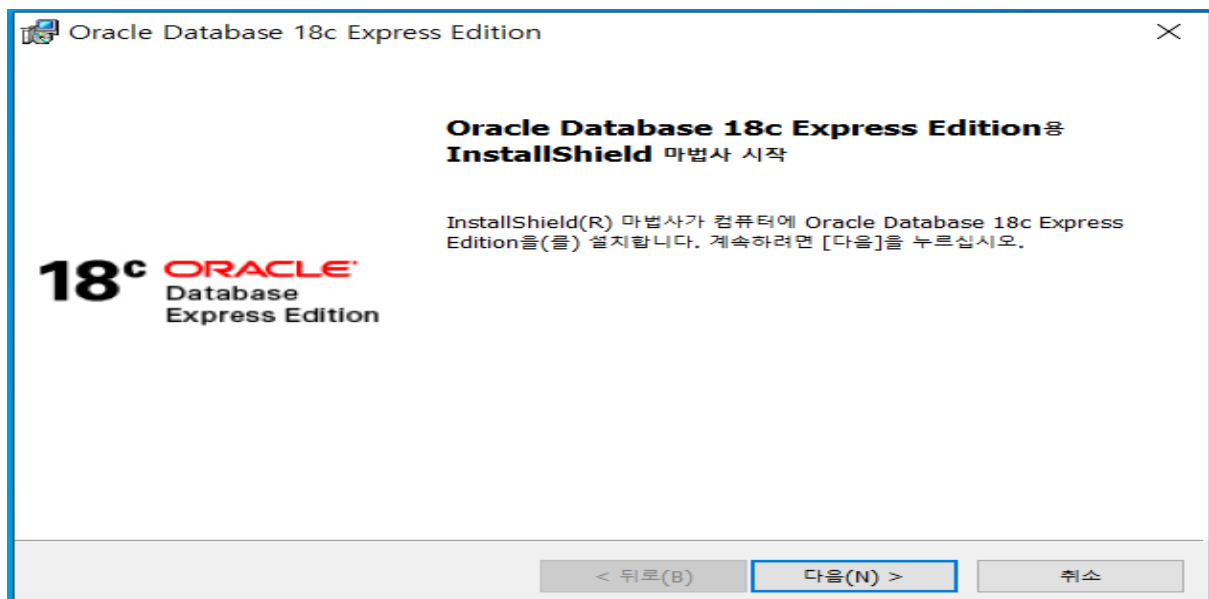 Oracle Database 18c Express Edition
Oracle Database 18c Express Edition용
InstallShield 마법사 시작
InstallShield(R) 마법사가 컴퓨터에 Oracle Database 18c Express
Edition을(를) 설치합니다. 계속하려면 [다음]을 누르십시오.
18c ORACLE
Database
Express Edition
< 뒤로(B)
다음(N) >
취소